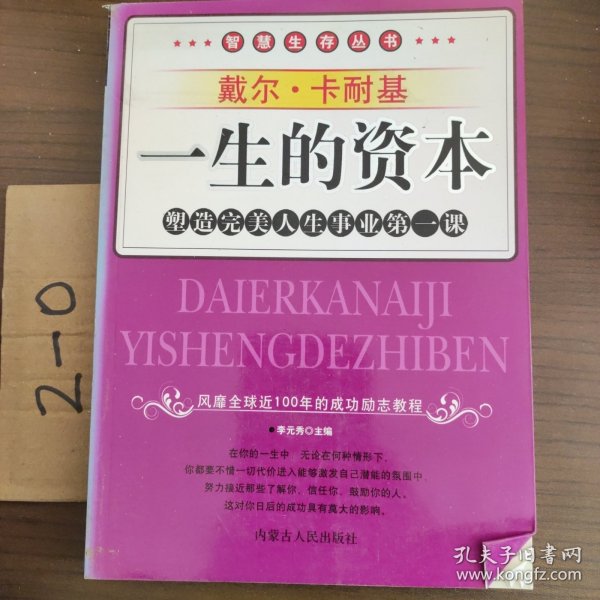 智慧生存丛书
戴尔·卡耐基
一生的资本
塑造完美人生事业第一课
DAIERKANAIJI
YISHENGDEZHIBEN
风靡全球近100年的成功励志教程
●李元秀◎主编
在你的一生中，无论在何种情形下，
你都要不惜一切代价进入能够激发自己潜能的氛围中，
努力接近那些了解你、信任你、鼓励你的人。
这对你日后的成功具有莫大的影响。
内蒙古人民出版社
2-0
孔夫子旧书网
www.kongfz.com